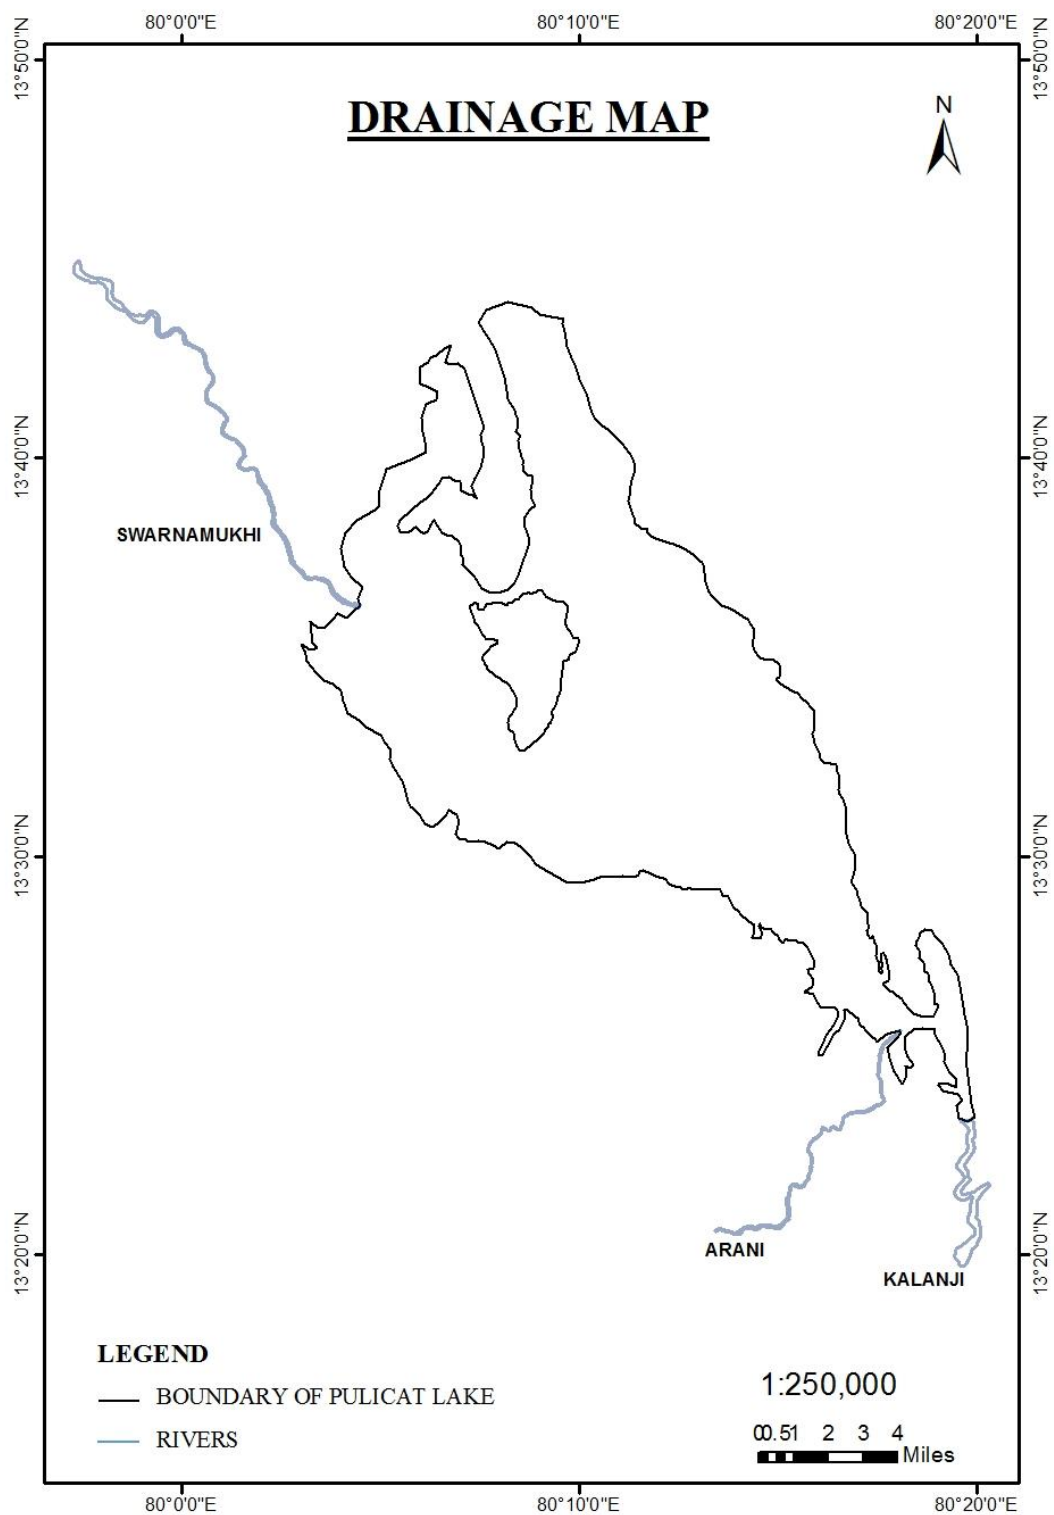 80°0'0"E 80°10'0"E 80°20'0"E
13°50'0"N 13°50'0"N
DRAINAGE MAP
N
13°40'0"N 13°40'0"N
SWARNAMUKHI
13°30'0"N 13°30'0"N
ARANI
13°20'0"N 13°20'0"N
KALANJI
LEGEND
BOUNDARY OF PULICAT LAKE
RIVERS
1:250,000
00.51 2 3 4
Miles
80°0'0"E 80°10'0"E 80°20'0"E